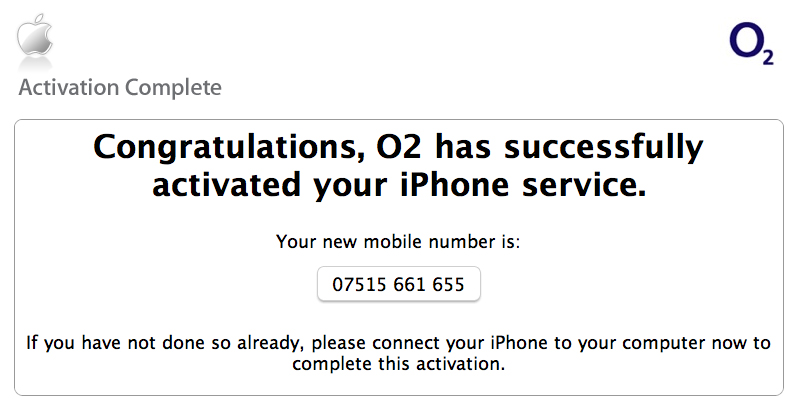 O2
Activation Complete
Congratulations, O2 has successfully
activated your iPhone service.
Your new mobile number is:
07515 661 655
If you have not done so already, please connect your iPhone to your computer now to
complete this activation.